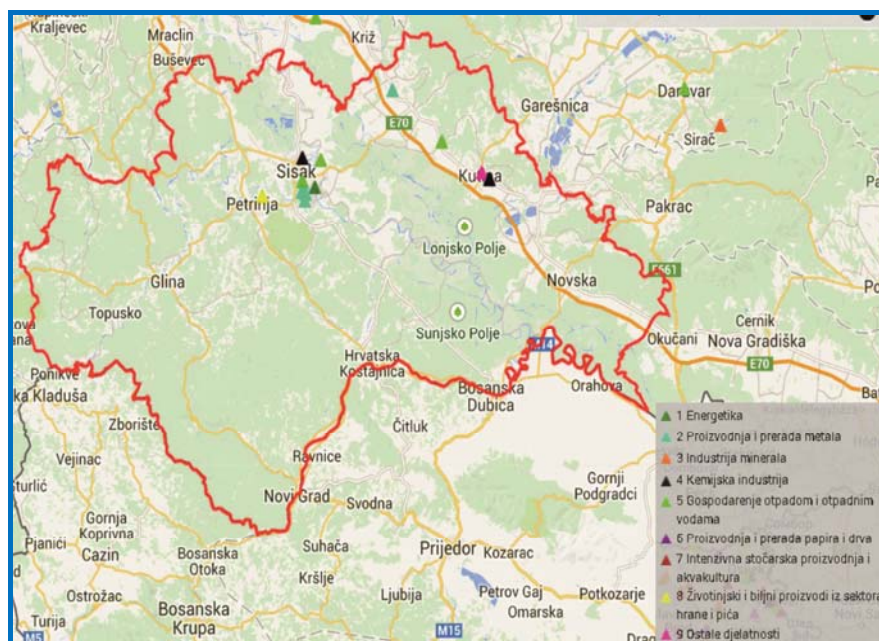 Kraljevec
Mraclin
Križ
Buševec
Daruvar
Garešnica
E70
Sirač
Sisak
Petrinja
Pakrac
Lonjsko Polje
E661
Glina
Novska
Topusko
Sunjsko Polje
Cernik
Okučani
Nova Gradiška
Hrvatska
Kostajnica
E70
Ponikve
ka Kladuša
Bosanska
Dubica
Orahova
Zborište
Čitluk
Vejinac
Ravnice
Gornji
Podgradci
Novi Grad
Svodna
Gornja
Koprivna
Pjanići
Cazin
Bosanska
Otoka
Suhača
Prijedor
Kozarac
Kršlje
Ostrožac
Ljubija
Petrov Gaj
Omarska
Potkozarje
Bosanska
Krupa
Turija
M5
M15
1 Energetika
2 Proizvodnja i prerada metala
3 Industrija minerala
4 Kemijska industrija
5 Gospodarenje otpadom i otpadnim
vodama
6 Proizvodnja i prerada papira i drva
7 Intenzivna stočarska proizvodnja i
akvakultura
8 Životinjski i biljni proizvodi iz sektora
hrane i pića
9 Ostale djelatnosti